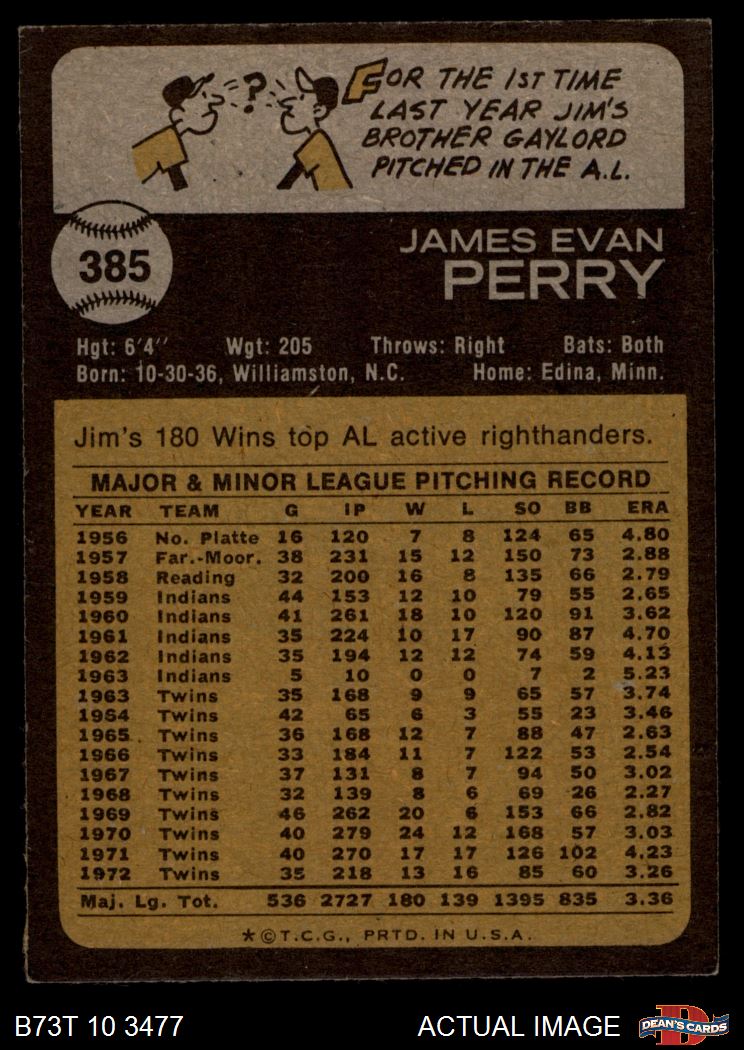 ?
FOR THE 1ST TIME
LAST YEAR JIM'S
BROTHER GAYLORD
PITCHED IN THE A.L.
385
JAMES EVAN
PERRY
Hgt: 6'4" Wgt: 205 Throws: Right Bats: Both
Born: 10-30-36, Williamston, N.C. Home: Edina, Minn.
Jim's 180 Wins top AL active righthanders.
MAJOR & MINOR LEAGUE PITCHING RECORD
YEAR TEAM G IP W L SO BB ERA
1956 No. Platte 16 120 7 8 124 65 4.80
1957 Far.-Moor. 38 231 15 12 150 73 2.88
1958 Reading 32 200 16 8 135 66 2.79
1959 Indians 44 153 12 10 79 55 2.65
1960 Indians 41 261 18 10 120 91 3.62
1961 Indians 35 224 10 17 90 87 4.70
1962 Indians 35 194 12 12 74 59 4.13
1963 Indians 5 10 0 0 7 2 5.23
1963 Twins 35 168 9 9 65 57 3.74
1964 Twins 42 65 6 3 55 23 3.46
1965 Twins 36 168 12 7 88 47 2.63
1966 Twins 33 184 11 7 122 53 2.54
1967 Twins 37 131 8 7 94 50 3.02
1968 Twins 32 139 8 6 69 26 2.27
1969 Twins 46 262 20 6 153 66 2.82
1970 Twins 40 279 24 12 168 57 3.03
1971 Twins 40 270 17 17 126 102 4.23
1972 Twins 35 218 13 16 85 60 3.26
Maj. Lg. Tot. 536 2727 180 139 1395 835 3.36
★©T.C.G., PRTD. IN U.S.A.
B73T 10 3477 ACTUAL IMAGE D DEAN'S CARDS